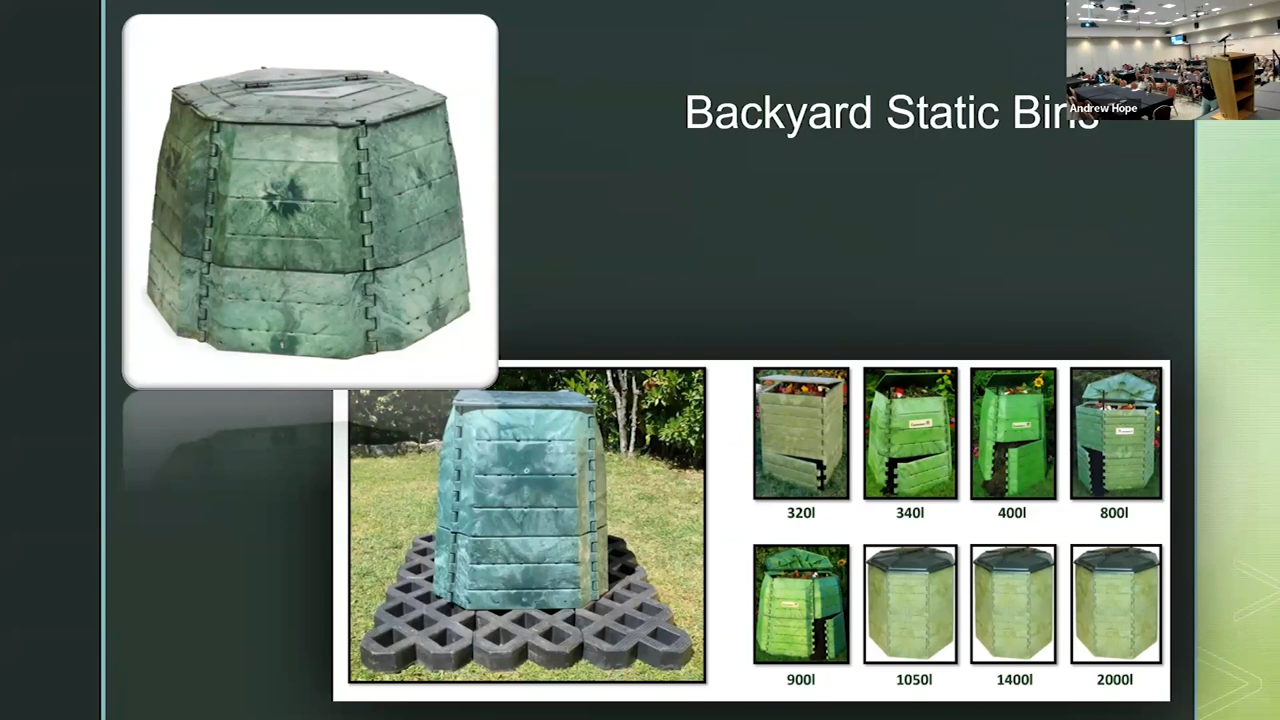 Backyard Static Bins
Andrew Hope
320l
340l
400l
800l
900l
1050l
1400l
2000l